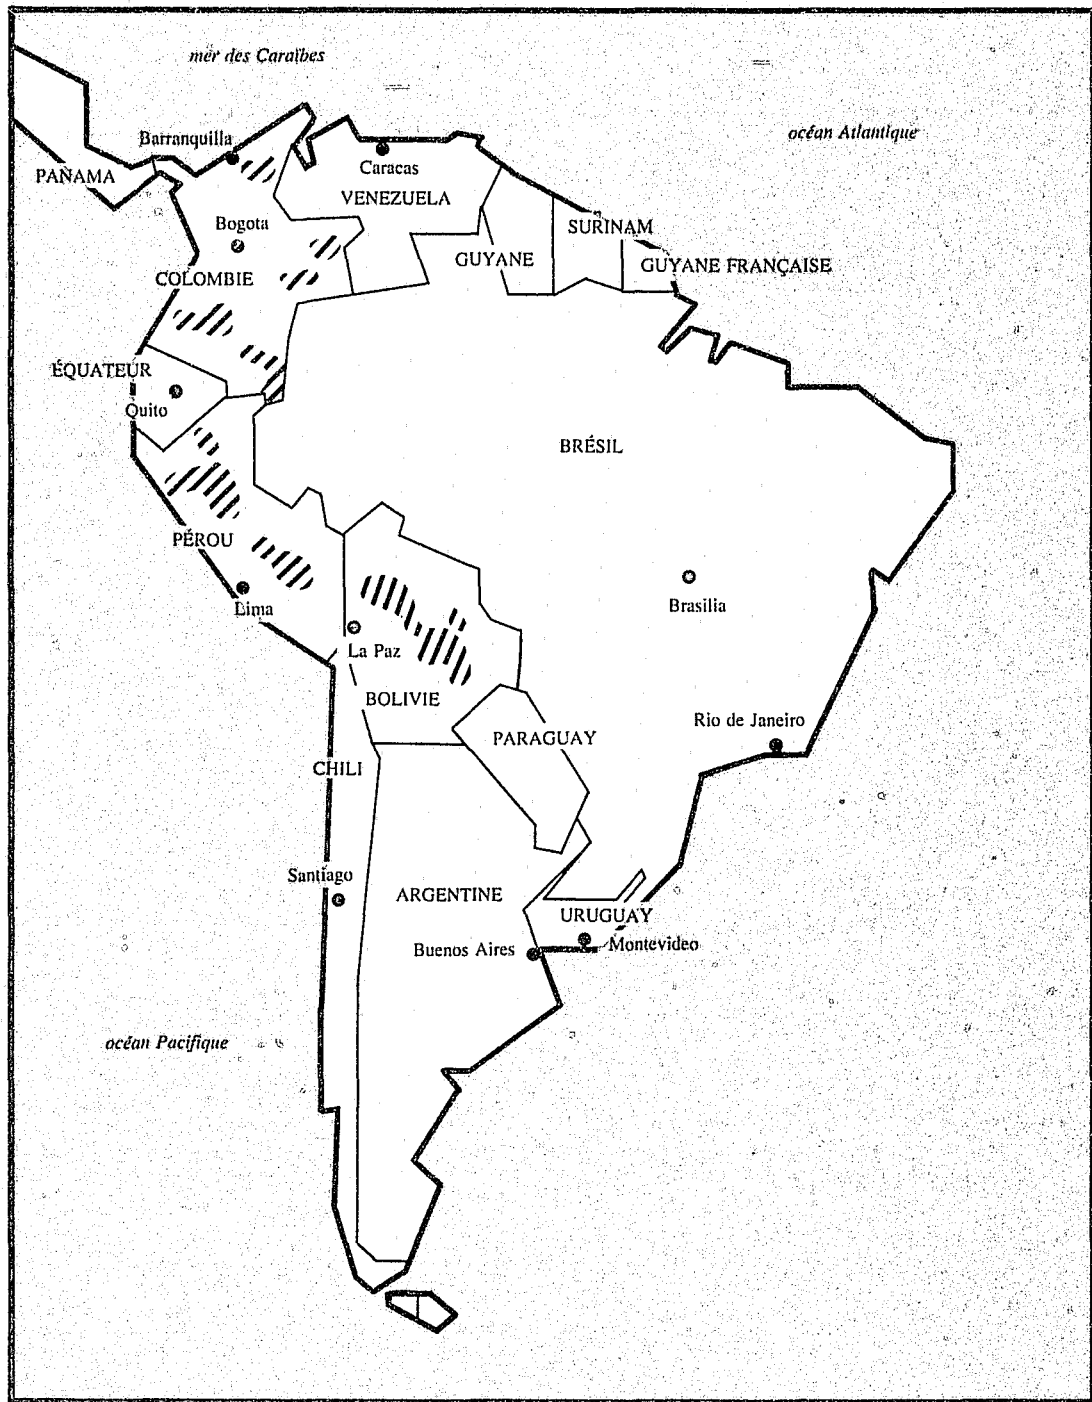 mer des Caraïbes
océan Atlantique
Barranquilla
Caracas
PAÑAMA
VENEZUELA
Bogota
SURINAM
GUYANE
GUYANE FRANÇAISE
COLOMBIE
ÉQUATEUR
Quito
BRÉSIL
PÉROU
Lima
Brasilia
La Paz
BOLIVIE
Rio de Janeiro
PARAGUAY
CHILI
Santiago
ARGENTINE
URUGUAY
Buenos Aires
Montevideo
océan Pacifique